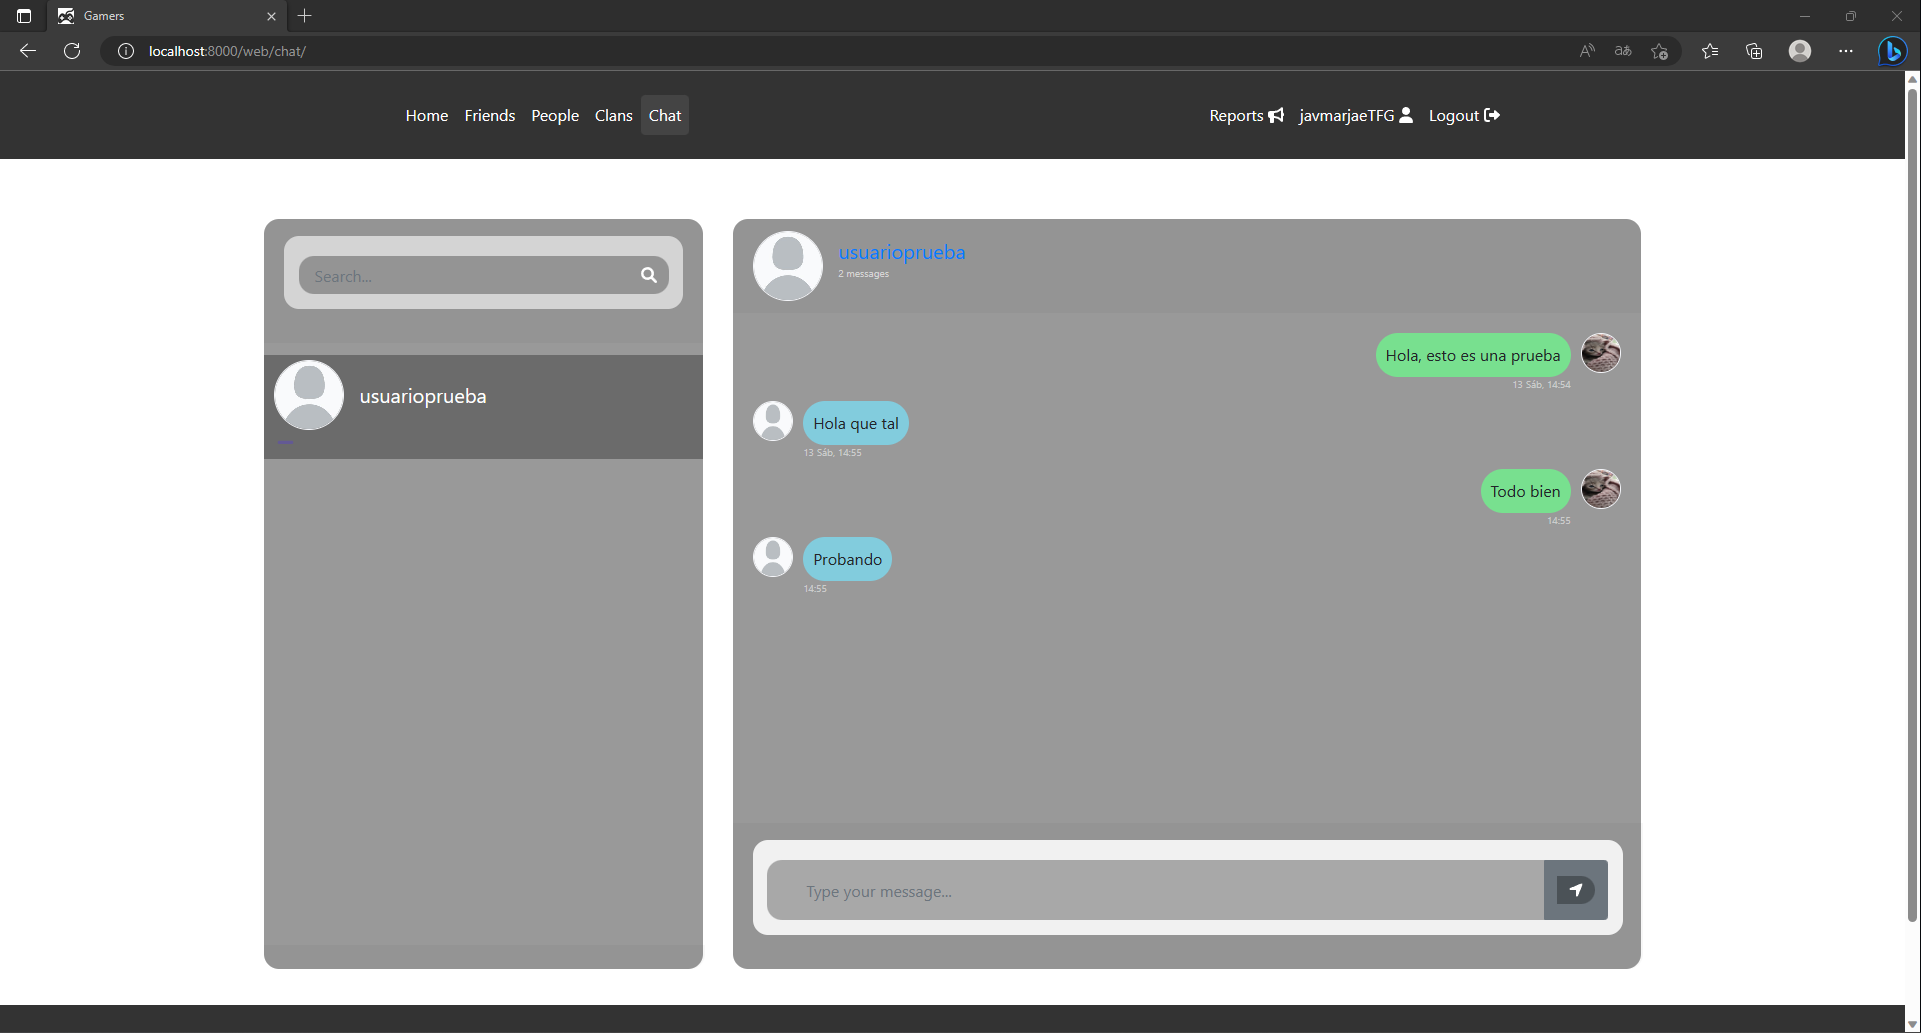 Gamers
localhost:8000/web/chat/
Home Friends People Clans Chat Reports javmarjaeTFG Logout
Search...
usuarioprueba
usuarioprueba
2 messages
Hola, esto es una prueba
13 Sáb, 14:54
Hola que tal
13 Sáb, 14:55
Todo bien
14:55
Probando
14:55
Type your message...